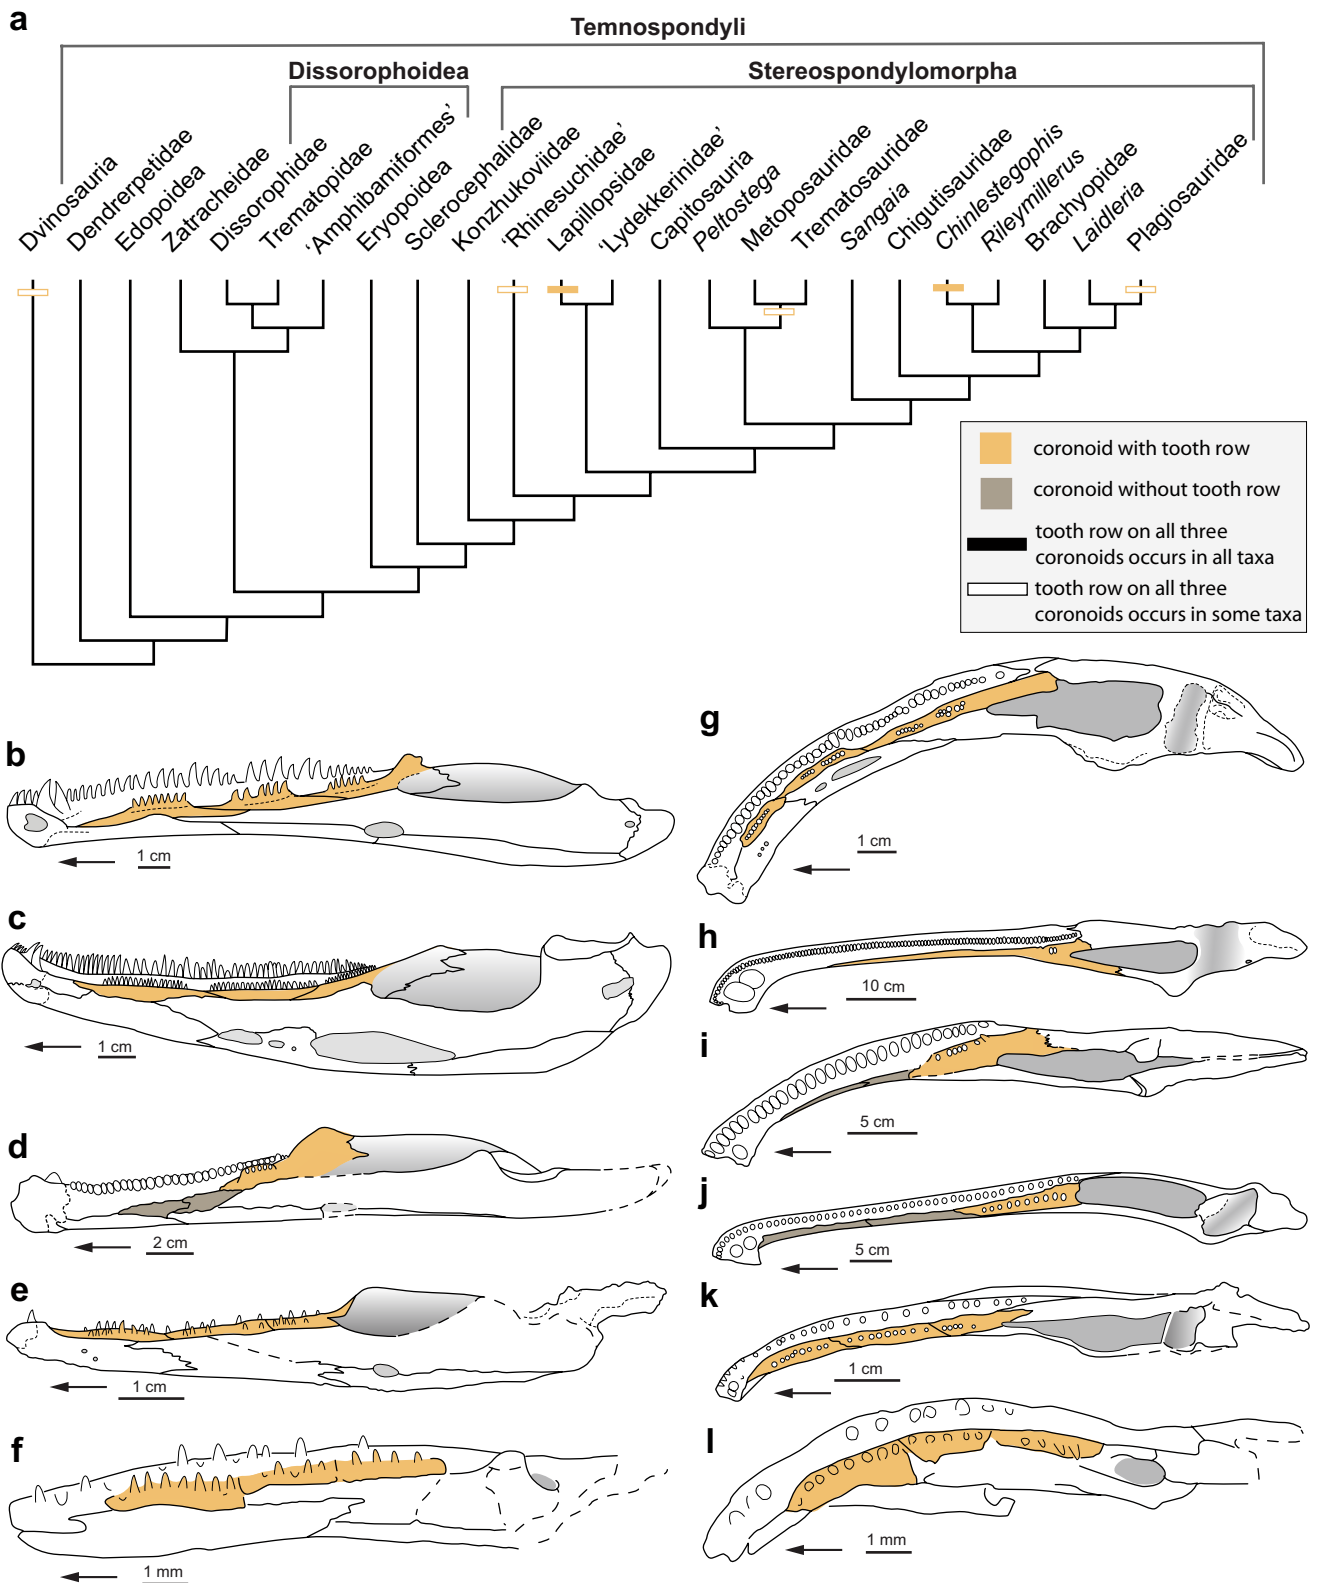 a
Temnospondyli
Dissorophoidea
Stereospondylomorpha
Dvinosauria
Dendrerpetidae
Edopoidea
Zatracheidae
Dissorophidae
Trematopidae
‘Amphibamiformes’
Eryopoidea
Sclerocephalidae
Konzhukoviidae
‘Rhinesuchidae’
Lapillopsidae
‘Lydekkerinidae’
Capitosauria
Peltostega
Metoposauridae
Trematosauridae
Sangaia
Chigutisauridae
Chinlestegophis
Rileymillerus
Brachyopidae
Laidleria
Plagiosauridae
coronoid with tooth row
coronoid without tooth row
tooth row on all three
coronoids occurs in all taxa
tooth row on all three
coronoids occurs in some taxa
b
1 cm
c
1 cm
d
2 cm
e
1 cm
f
1 mm
g
1 cm
h
10 cm
i
5 cm
j
5 cm
k
1 cm
l
1 mm